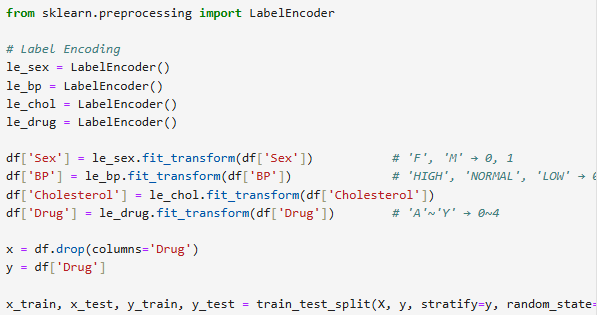 from sklearn.preprocessing import LabelEncoder
# Label Encoding
le_sex = LabelEncoder()
le_bp = LabelEncoder()
le_chol = LabelEncoder()
le_drug = LabelEncoder()
df['Sex'] = le_sex.fit_transform(df['Sex']) # 'F', 'M' → 0, 1
df['BP'] = le_bp.fit_transform(df['BP']) # 'HIGH', 'NORMAL', 'LOW' →
df['Cholesterol'] = le_chol.fit_transform(df['Cholesterol'])
df['Drug'] = le_drug.fit_transform(df['Drug']) # 'A'~'Y' → 0~4
x = df.drop(columns='Drug')
y = df['Drug']
x_train, x_test, y_train, y_test = train_test_split(X, y, stratify=y, random_state=